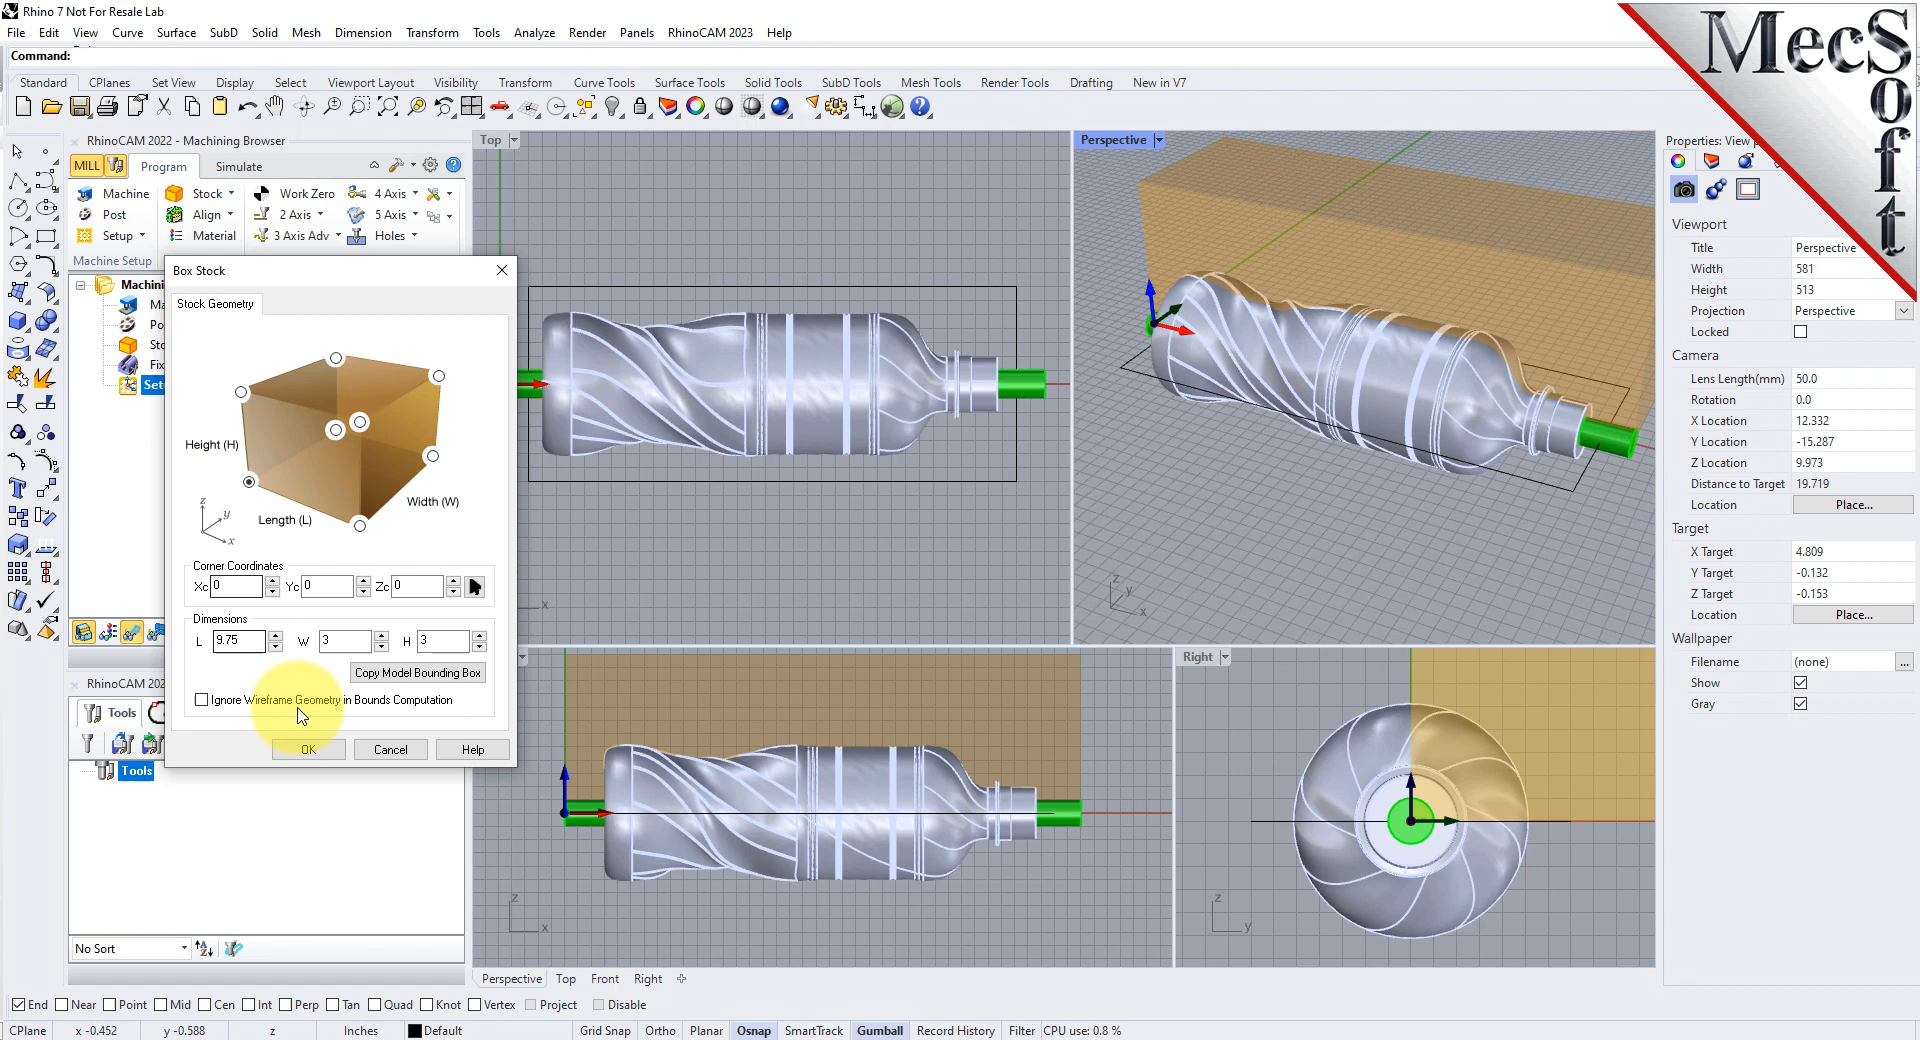 Rhino 7 Not For Resale Lab
File Edit View Curve Surface SubD Solid Mesh Dimension Transform Tools Analyze Render Panels RhinoCAM 2023 Help
Command:
Standard CPlanes Set View Display Select Viewport Layout Visibility Transform Curve Tools Surface Tools Solid Tools SubD Tools Mesh Tools Render Tools Drafting New in V7
MecSoft
RhinoCAM 2022 - Machining Browser
MILL Program Simulate
Machine Stock Work Zero 4 Axis
Post Align 2 Axis 5 Axis
Setup Material 3 Axis Adv Holes
Machine Setup
Machini
Ma
Po
Sto
Fix
Set
Box Stock
Stock Geometry
Height (H)
Width (W)
Length (L)
z
y
x
Corner Coordinates
Xc 0 Yc 0 Zc 0
Dimensions
L 9.75 W 3 H 3
Copy Model Bounding Box
Ignore Wireframe Geometry in Bounds Computation
OK Cancel Help
RhinoCAM 202
Tools
Tools
No Sort
Top
x
Perspective
z
y
x
z
x
Right
z
y
Properties: View p
Viewport
Title Perspective
Width 581
Height 513
Projection Perspective
Locked
Camera
Lens Length(mm) 50.0
Rotation 0.0
X Location 12.332
Y Location -15.287
Z Location 9.973
Distance to Target 19.719
Location Place...
Target
X Target 4.809
Y Target -0.132
Z Target -0.153
Location Place...
Wallpaper
Filename (none) ...
Show
Gray
Perspective Top Front Right
End Near Point Mid Cen Int Perp Tan Quad Knot Vertex Project Disable
CPlane x -0.452 y -0.588 z Inches Default Grid Snap Ortho Planar Osnap SmartTrack Gumball Record History Filter CPU use: 0.8 %